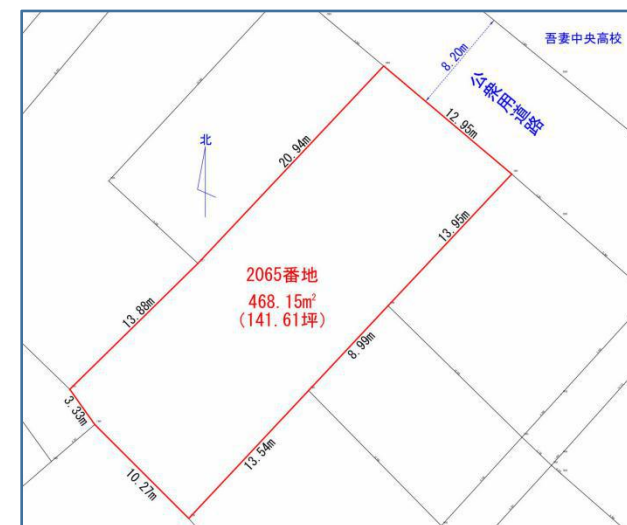 吾妻中央高校
8.20m
公衆用道路
12.95m
北
20.94m
13.95m
2065番地
468.15㎡
(141.61坪)
13.88m
8.99m
3.33m
13.54m
10.27m